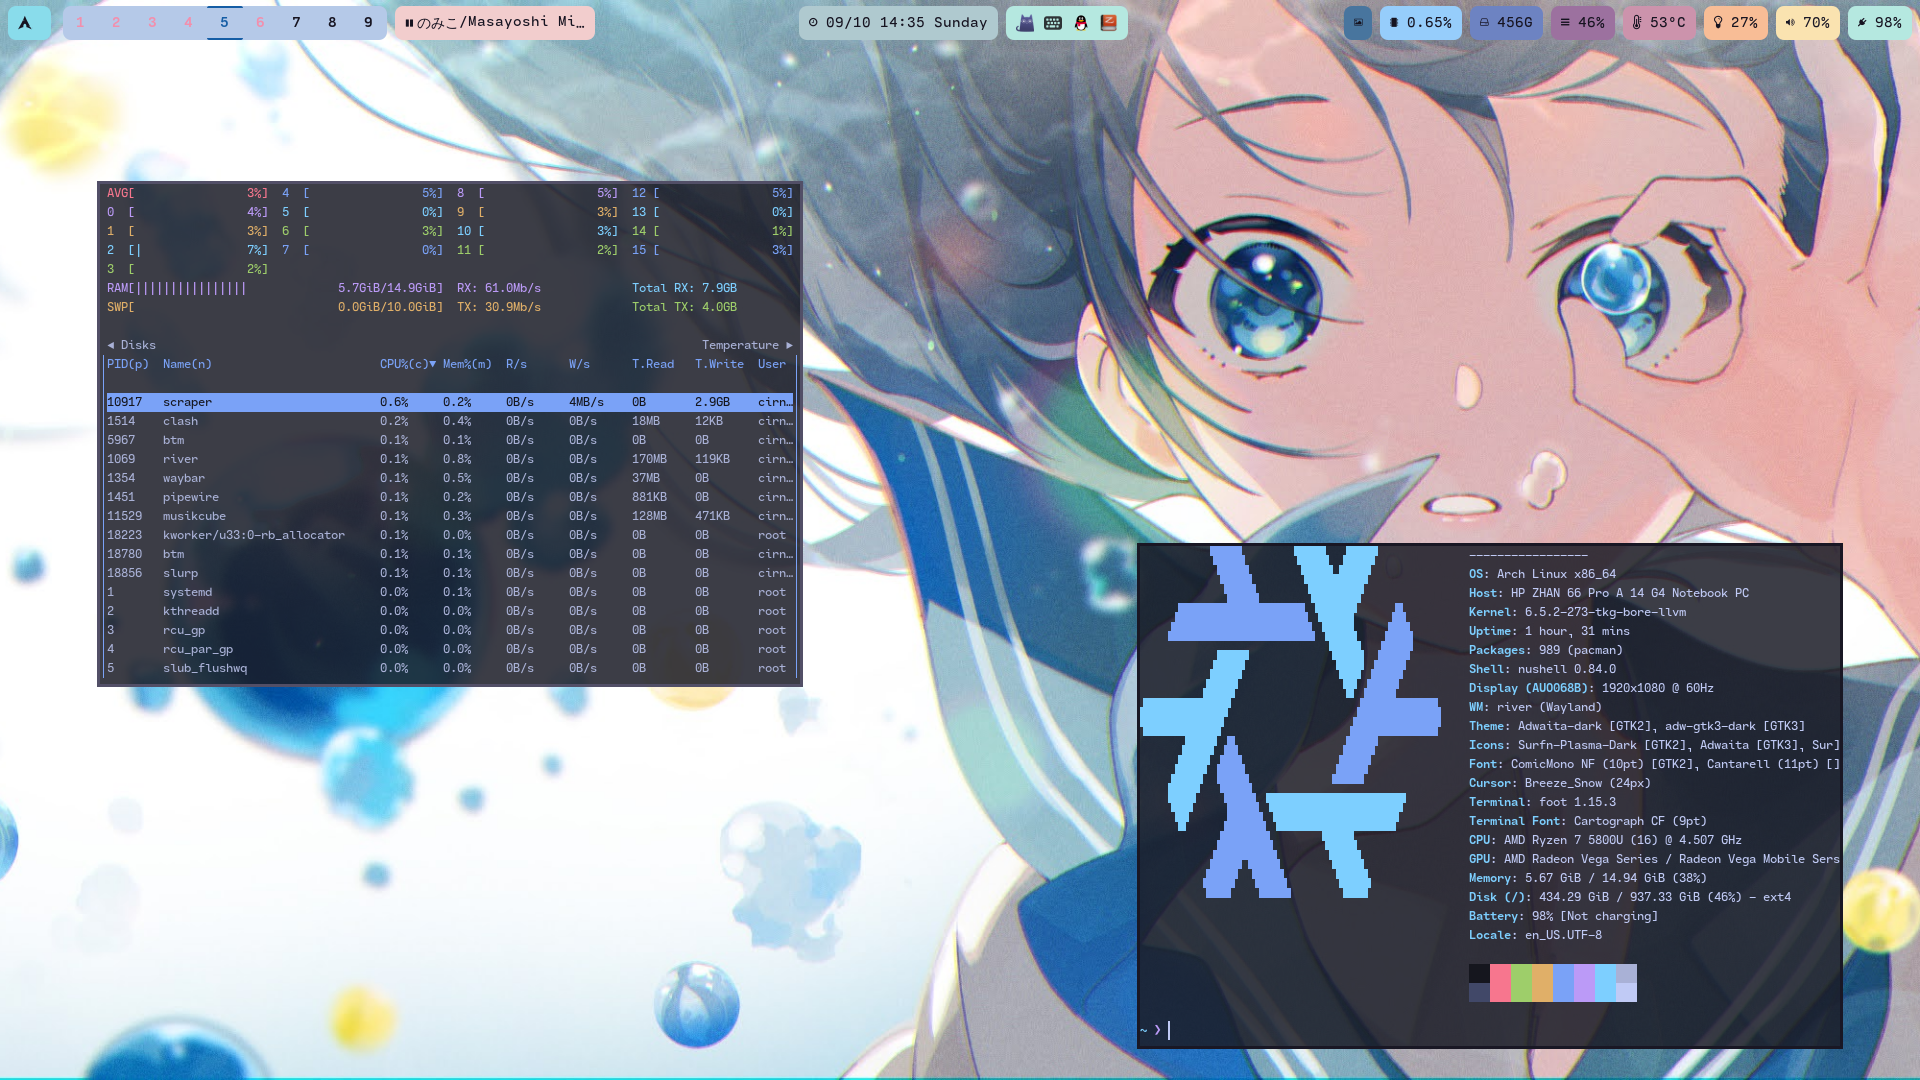 1 2 3 4 5 6 7 8 9
のみこ/Masayoshi Mi…
09/10 14:35 Sunday
0.65%
456G
46%
53°C
27%
70%
98%
AVG[ 3%] 4 [ 5%] 8 [ 5%] 12 [ 5%]
0 [ 4%] 5 [ 0%] 9 [ 3%] 13 [ 0%]
1 [ 3%] 6 [ 3%] 10 [ 3%] 14 [ 1%]
2 [| 7%] 7 [ 0%] 11 [ 2%] 15 [ 3%]
3 [ 2%]
RAM[|||||||||||||||| 5.7GiB/14.9GiB] RX: 61.0Mb/s Total RX: 7.9GB
SWP[ 0.0GiB/10.0GiB] TX: 30.9Mb/s Total TX: 4.0GB
◄ Disks Temperature ►
PID(p) Name(n) CPU%(c)▼ Mem%(m) R/s W/s T.Read T.Write User
10917 scraper 0.6% 0.2% 0B/s 4MB/s 0B 2.9GB cirn…
1514 clash 0.2% 0.4% 0B/s 0B/s 18MB 12KB cirn…
5967 btm 0.1% 0.1% 0B/s 0B/s 0B 0B cirn…
1069 river 0.1% 0.8% 0B/s 0B/s 170MB 119KB cirn…
1354 waybar 0.1% 0.5% 0B/s 0B/s 37MB 0B cirn…
1451 pipewire 0.1% 0.2% 0B/s 0B/s 881KB 0B cirn…
11529 musikcube 0.1% 0.3% 0B/s 0B/s 128MB 471KB cirn…
18223 kworker/u33:0-rb_allocator 0.1% 0.0% 0B/s 0B/s 0B 0B root
18780 btm 0.1% 0.1% 0B/s 0B/s 0B 0B cirn…
18856 slurp 0.1% 0.1% 0B/s 0B/s 0B 0B cirn…
1 systemd 0.0% 0.1% 0B/s 0B/s 0B 0B root
2 kthreadd 0.0% 0.0% 0B/s 0B/s 0B 0B root
3 rcu_gp 0.0% 0.0% 0B/s 0B/s 0B 0B root
4 rcu_par_gp 0.0% 0.0% 0B/s 0B/s 0B 0B root
5 slub_flushwq 0.0% 0.0% 0B/s 0B/s 0B 0B root
-----------------
OS: Arch Linux x86_64
Host: HP ZHAN 66 Pro A 14 G4 Notebook PC
Kernel: 6.5.2-273-tkg-bore-llvm
Uptime: 1 hour, 31 mins
Packages: 989 (pacman)
Shell: nushell 0.84.0
Display (AUO068B): 1920x1080 @ 60Hz
WM: river (Wayland)
Theme: Adwaita-dark [GTK2], adw-gtk3-dark [GTK3]
Icons: Surfn-Plasma-Dark [GTK2], Adwaita [GTK3], Sur]
Font: ComicMono NF (10pt) [GTK2], Cantarell (11pt) []
Cursor: Breeze_Snow (24px)
Terminal: foot 1.15.3
Terminal Font: Cartograph CF (9pt)
CPU: AMD Ryzen 7 5800U (16) @ 4.507 GHz
GPU: AMD Radeon Vega Series / Radeon Vega Mobile Sers
Memory: 5.67 GiB / 14.94 GiB (38%)
Disk (/): 434.29 GiB / 937.33 GiB (46%) - ext4
Battery: 98% [Not charging]
Locale: en_US.UTF-8
~ ❯